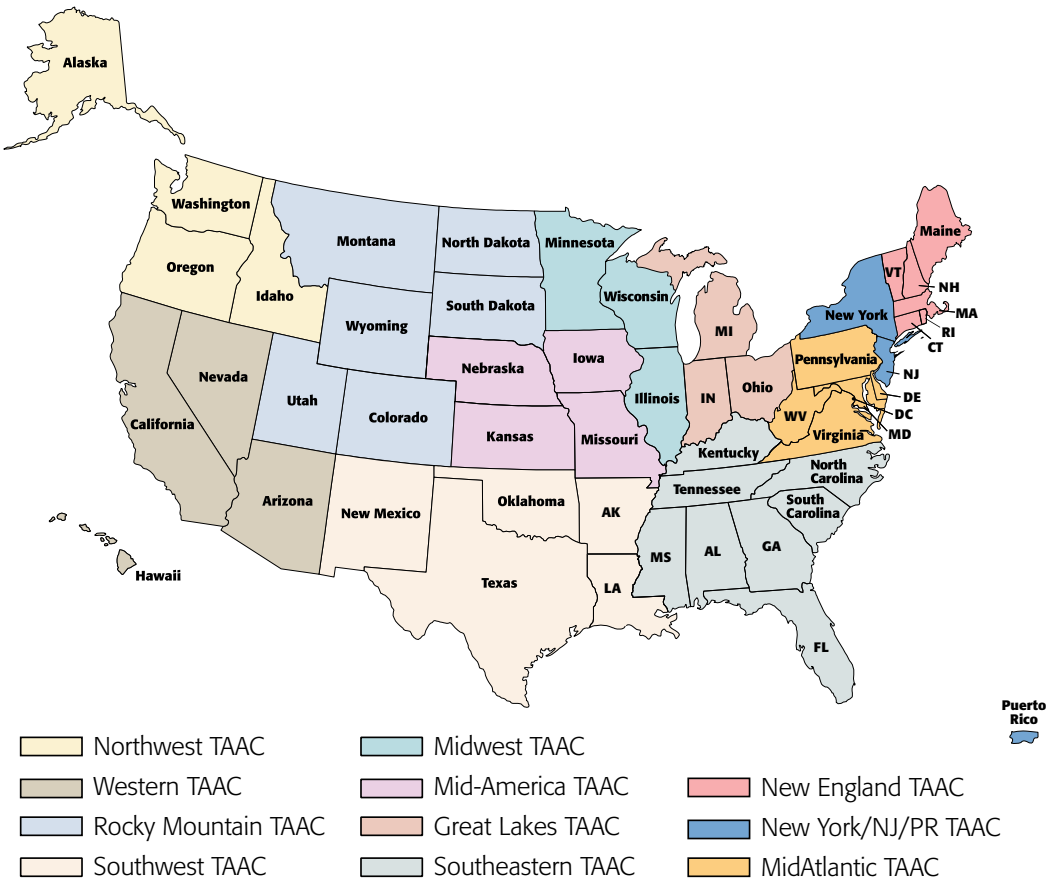 Alaska
Washington
Oregon
Idaho
Montana
North Dakota
South Dakota
Wyoming
Minnesota
Wisconsin
Maine
VT
NH
MA
RI
CT
New York
MI
Pennsylvania
NJ
DE
DC
MD
Nebraska
Iowa
Illinois
IN
Ohio
WV
Virginia
Nevada
Utah
Colorado
California
Kansas
Missouri
Kentucky
North
Carolina
Tennessee
South
Carolina
Arizona
New Mexico
Oklahoma
AK
MS
AL
GA
Hawaii
Texas
LA
FL
Puerto
Rico
Northwest TAAC
Western TAAC
Rocky Mountain TAAC
Southwest TAAC
Midwest TAAC
Mid-America TAAC
Great Lakes TAAC
Southeastern TAAC
New England TAAC
New York/NJ/PR TAAC
MidAtlantic TAAC